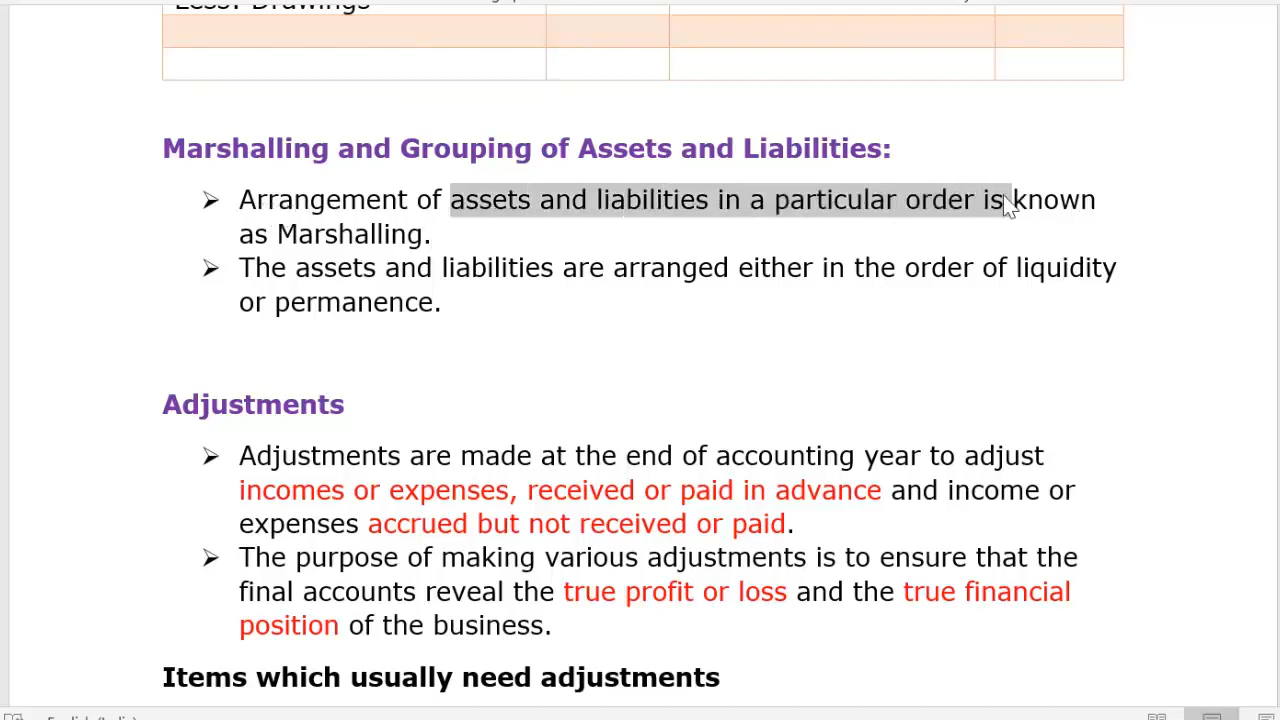 Less: Drawings
Marshalling and Grouping of Assets and Liabilities:
➢ Arrangement of assets and liabilities in a particular order is known
as Marshalling.
➢ The assets and liabilities are arranged either in the order of liquidity
or permanence.
Adjustments
➢ Adjustments are made at the end of accounting year to adjust
incomes or expenses, received or paid in advance and income or
expenses accrued but not received or paid.
➢ The purpose of making various adjustments is to ensure that the
final accounts reveal the true profit or loss and the true financial
position of the business.
Items which usually need adjustments